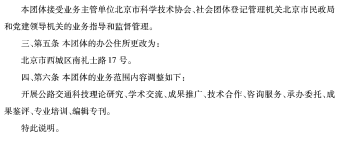 本团体接受业务主管单位北京市科学技术协会、社会团体登记管理机关北京市民政局
和党建领导机关的业务指导和监督管理。
三、第五条 本团体的办公住所更改为：
北京市西城区南礼士路 17 号。
四、第六条 本团体的业务范围内容调整如下：
开展公路交通科技理论研究、学术交流、成果推广、技术合作、咨询服务、承办委托、成
果鉴评、专业培训、编辑专刊。
特此说明。